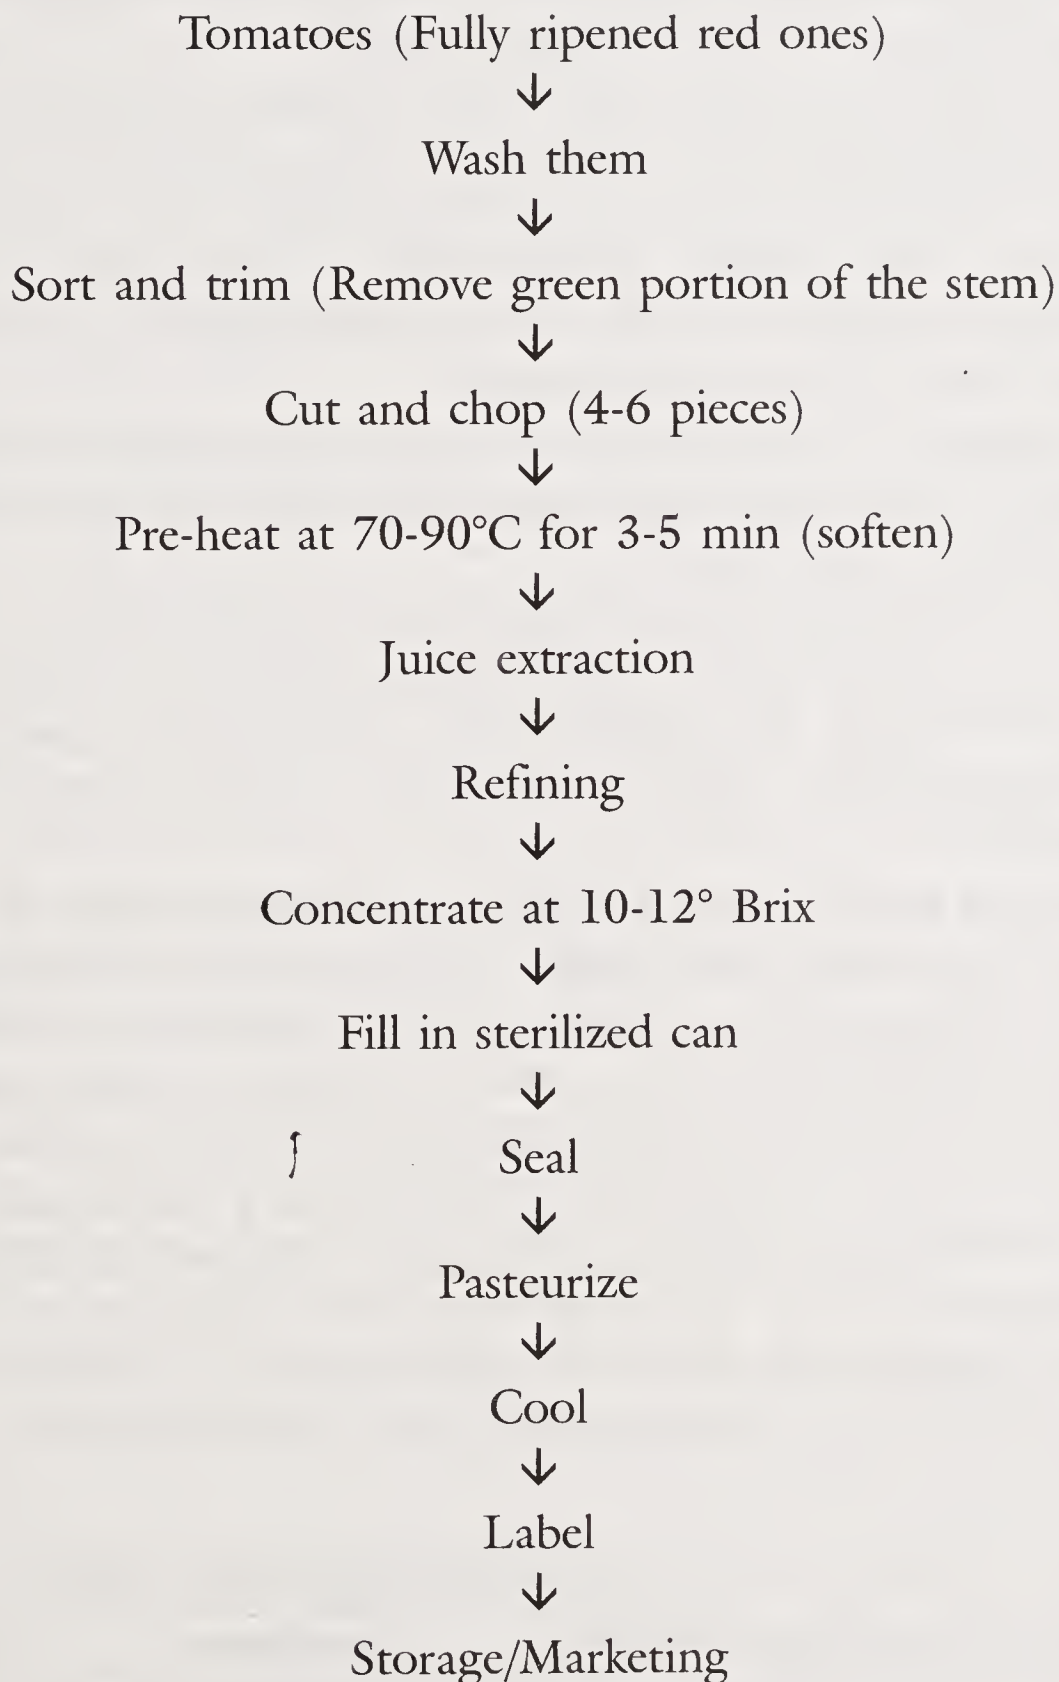 Tomatoes (Fully ripened red ones)
↓
Wash them
↓
Sort and trim (Remove green portion of the stem)
↓
Cut and chop (4-6 pieces)
↓
Pre-heat at 70-90°C for 3-5 min (soften)
↓
Juice extraction
↓
Refining
↓
Concentrate at 10-12° Brix
↓
Fill in sterilized can
↓
Seal
↓
Pasteurize
↓
Cool
↓
Label
↓
Storage/Marketing